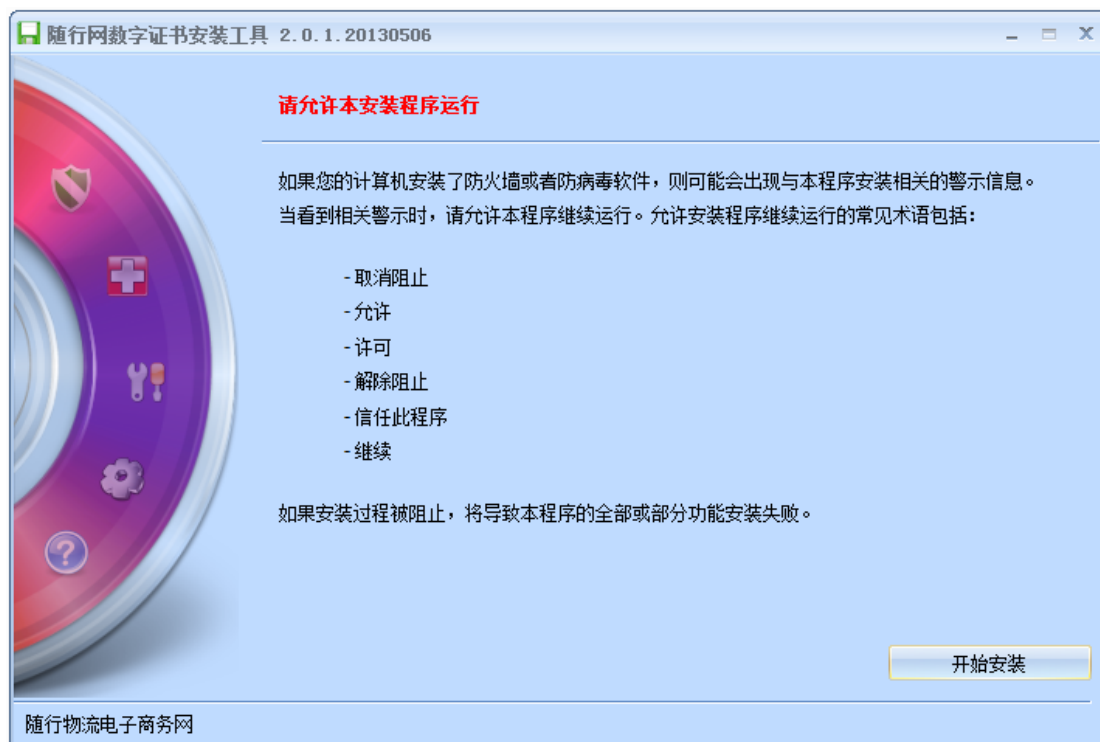 随行网数字证书安装工具 2.0.1.20130506
请允许本安装程序运行
如果您的计算机安装了防火墙或者防病毒软件，则可能会出现与本程序安装相关的警示信息。
当看到相关警示时，请允许本程序继续运行。允许安装程序继续运行的常见术语包括：
-取消阻止
-允许
-许可
-解除阻止
-信任此程序
-继续
如果安装过程被阻止，将导致本程序的全部或部分功能安装失败。
开始安装
随行物流电子商务网